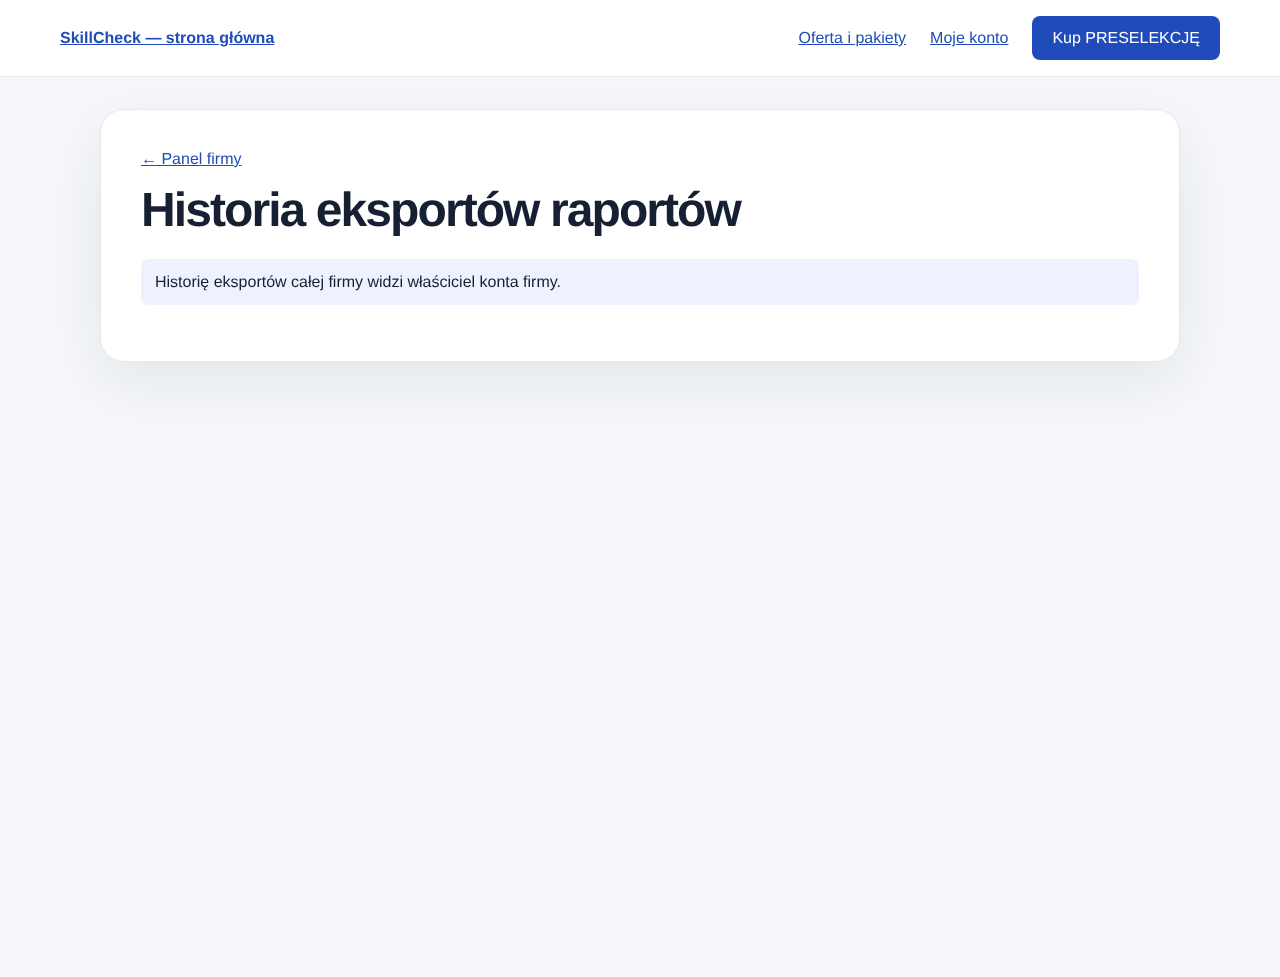 SkillCheck — strona główna
Oferta i pakiety
Moje konto
Kup PRESELEKCJĘ
← Panel firmy
Historia eksportów raportów
Historię eksportów całej firmy widzi właściciel konta firmy.